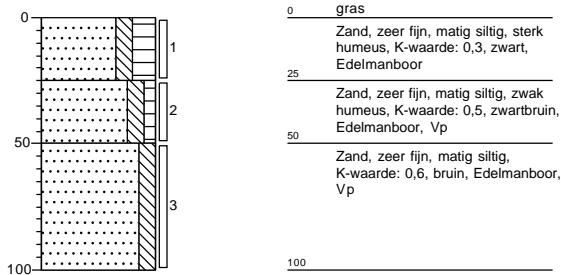 0
50
100
1
2
3
0 gras
Zand, zeer fijn, matig siltig, sterk
humeus, K-waarde: 0,3, zwart,
Edelmanboor
25
Zand, zeer fijn, matig siltig, zwak
humeus, K-waarde: 0,5, zwartbruin,
Edelmanboor, Vp
50
Zand, zeer fijn, matig siltig,
K-waarde: 0,6, bruin, Edelmanboor,
Vp
100